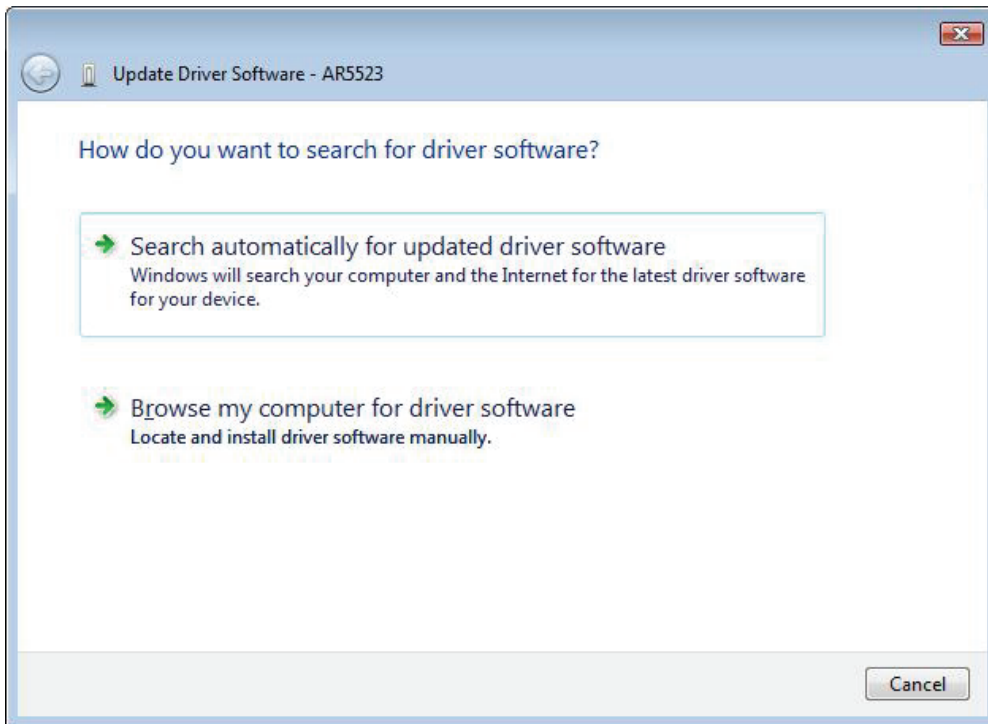 Update Driver Software - AR5523
How do you want to search for driver software?
Search automatically for updated driver software
Windows will search your computer and the Internet for the latest driver software
for your device.
Browse my computer for driver software
Locate and install driver software manually.
Cancel